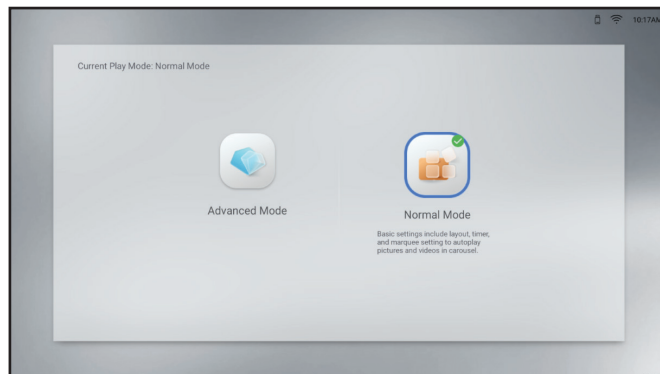 10:17AM
Current Play Mode: Normal Mode
Advanced Mode
Normal Mode
Basic settings include layout, timer,
and marquee setting to autoplay
pictures and videos in carousel.